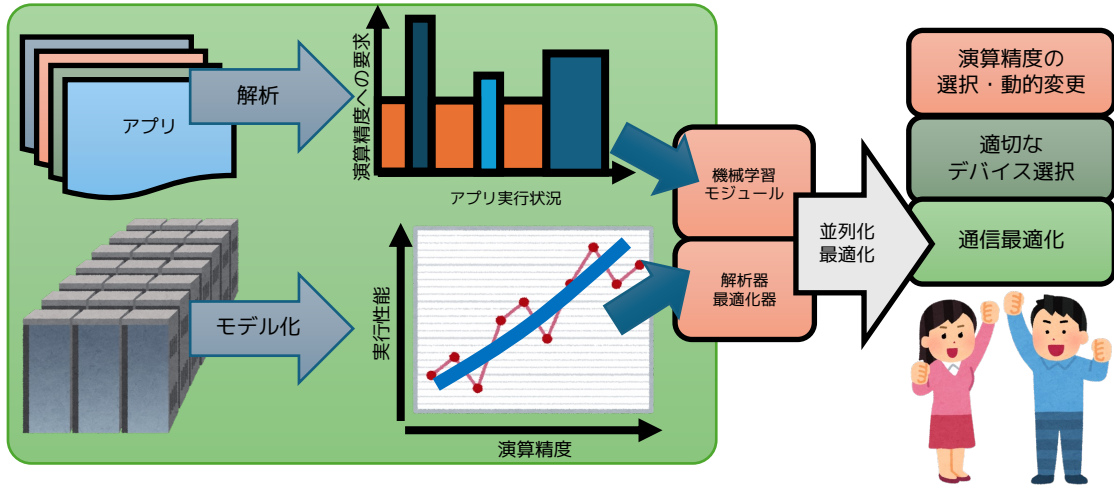 アプリ
解析
演算精度への要求
アプリ実行状況
モデル化
実行性能
演算精度
機械学習
モジュール
解析器
最適化器
並列化
最適化
演算精度の
選択・動的変更
適切な
デバイス選択
通信最適化